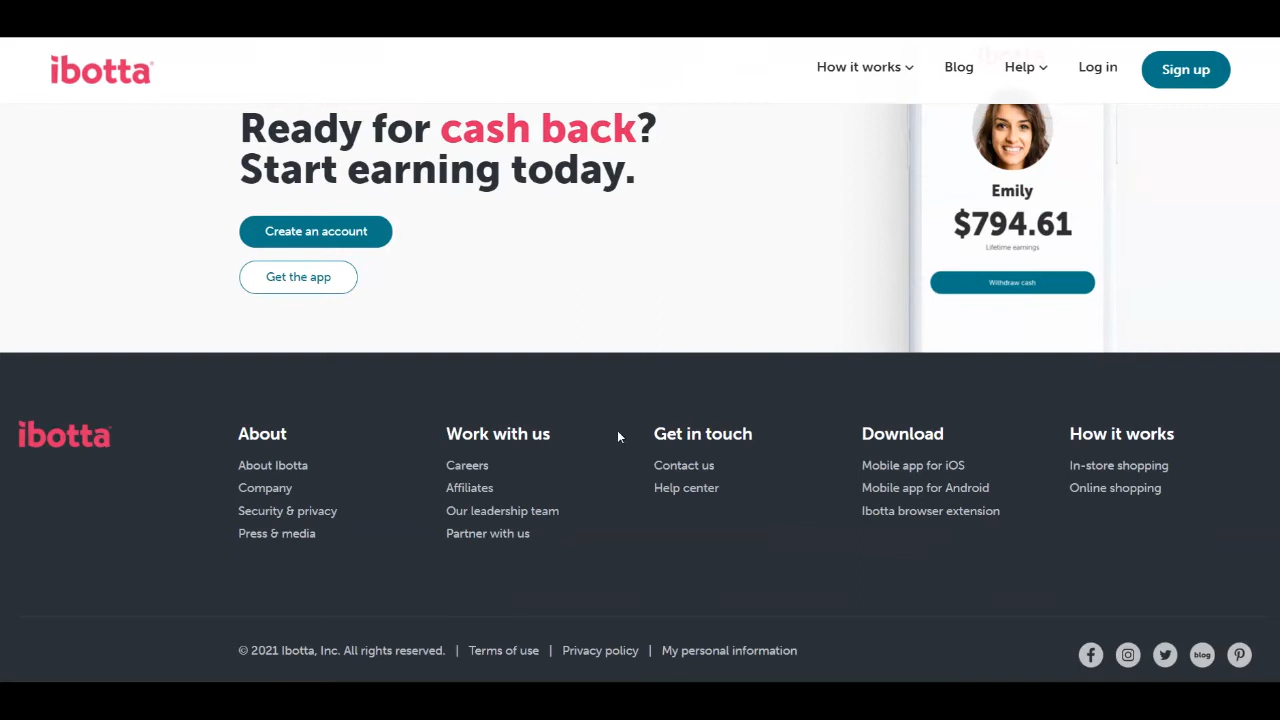 ibotta
How it works
Blog
Help
Log in
Sign up
Ready for cash back?
Start earning today.
Create an account
Get the app
Emily
$794.61
Lifetime earnings
Withdraw cash
ibotta
About
About Ibotta
Company
Security & privacy
Press & media
Work with us
Careers
Affiliates
Our leadership team
Partner with us
Get in touch
Contact us
Help center
Download
Mobile app for iOS
Mobile app for Android
Ibotta browser extension
How it works
In-store shopping
Online shopping
© 2021 Ibotta, Inc. All rights reserved. | Terms of use | Privacy policy | My personal information
blog